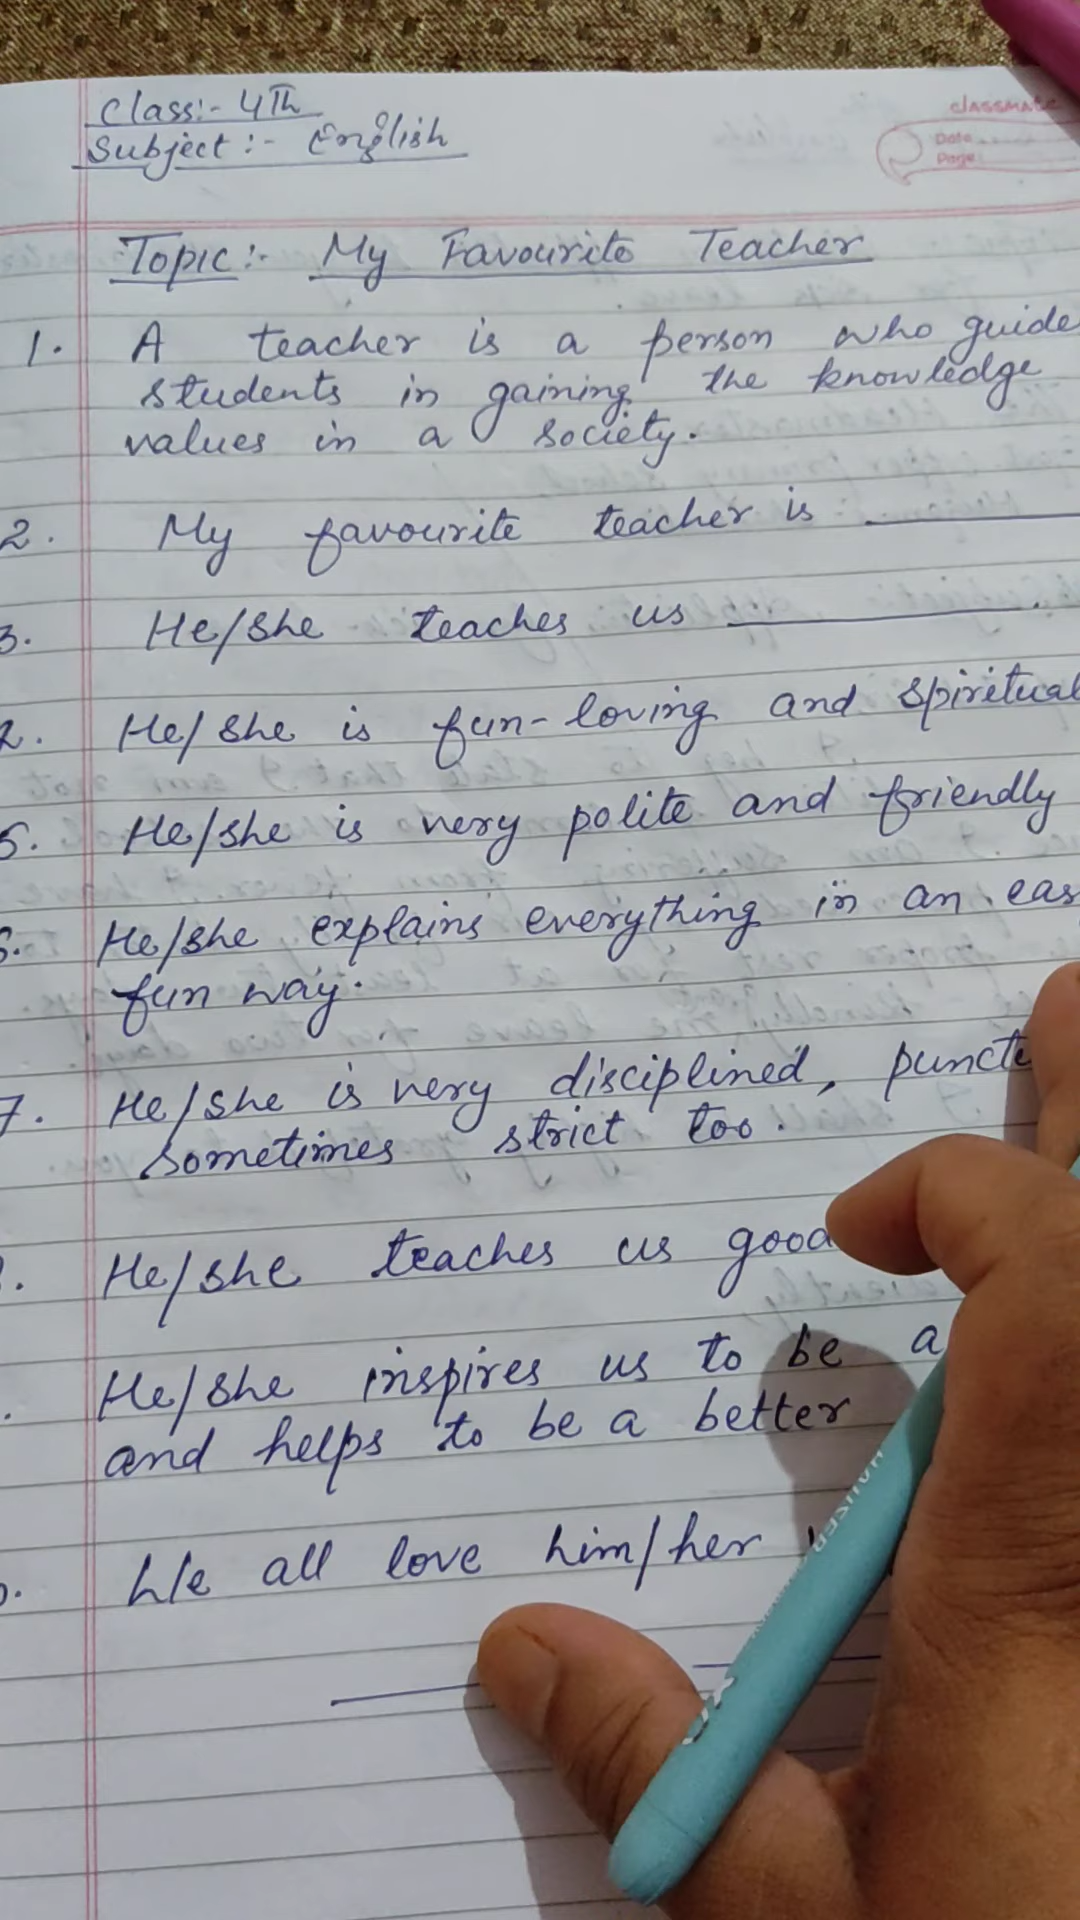 Class:- 4Th
Subject:- English
classmate
Date
Page
Topic:- My Favourite Teacher
1. A teacher is a person who guide
students in gaining the knowledge
values in a society.
2. My favourite teacher is
3. He/she teaches us .
He/she is fun-loving and spiritual
5. He/she is very polite and friendly
6. He/she explains everything in an eas
fun way.
7. He/she is very disciplined, punctu
sometimes strict too.
He/she teaches us good
He/she inspires us to be a
and helps to be a better
We all love him/her
HAUSER
XO